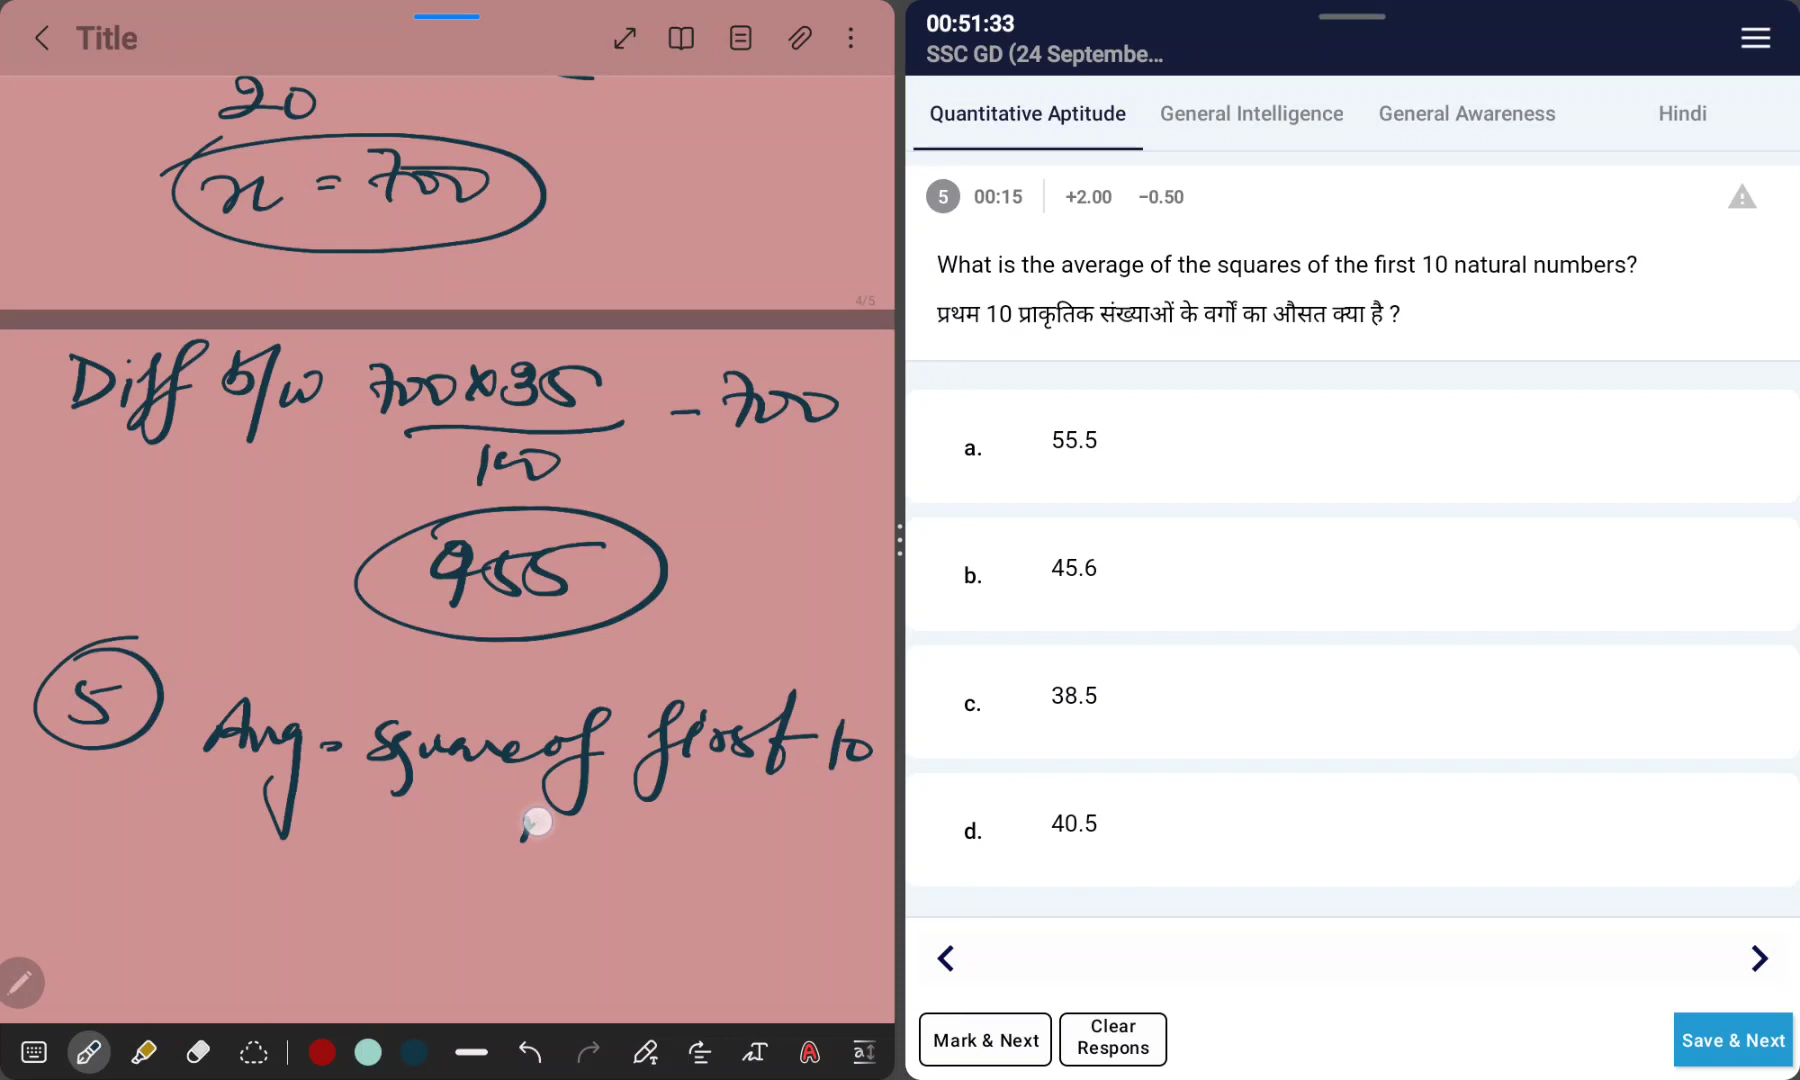 Title
20
x = 700
4/5
Diff b/w 700×35 - 700
100
955
5
Avg = square of first 10
00:51:33
SSC GD (24 Septembe...
Quantitative Aptitude General Intelligence General Awareness Hindi
5 00:15 +2.00 -0.50
What is the average of the squares of the first 10 natural numbers?
प्रथम 10 प्राकृतिक संख्याओं के वर्गों का औसत क्या है ?
a. 55.5
b. 45.6
c. 38.5
d. 40.5
Mark & Next
Clear
Respons
Save & Next